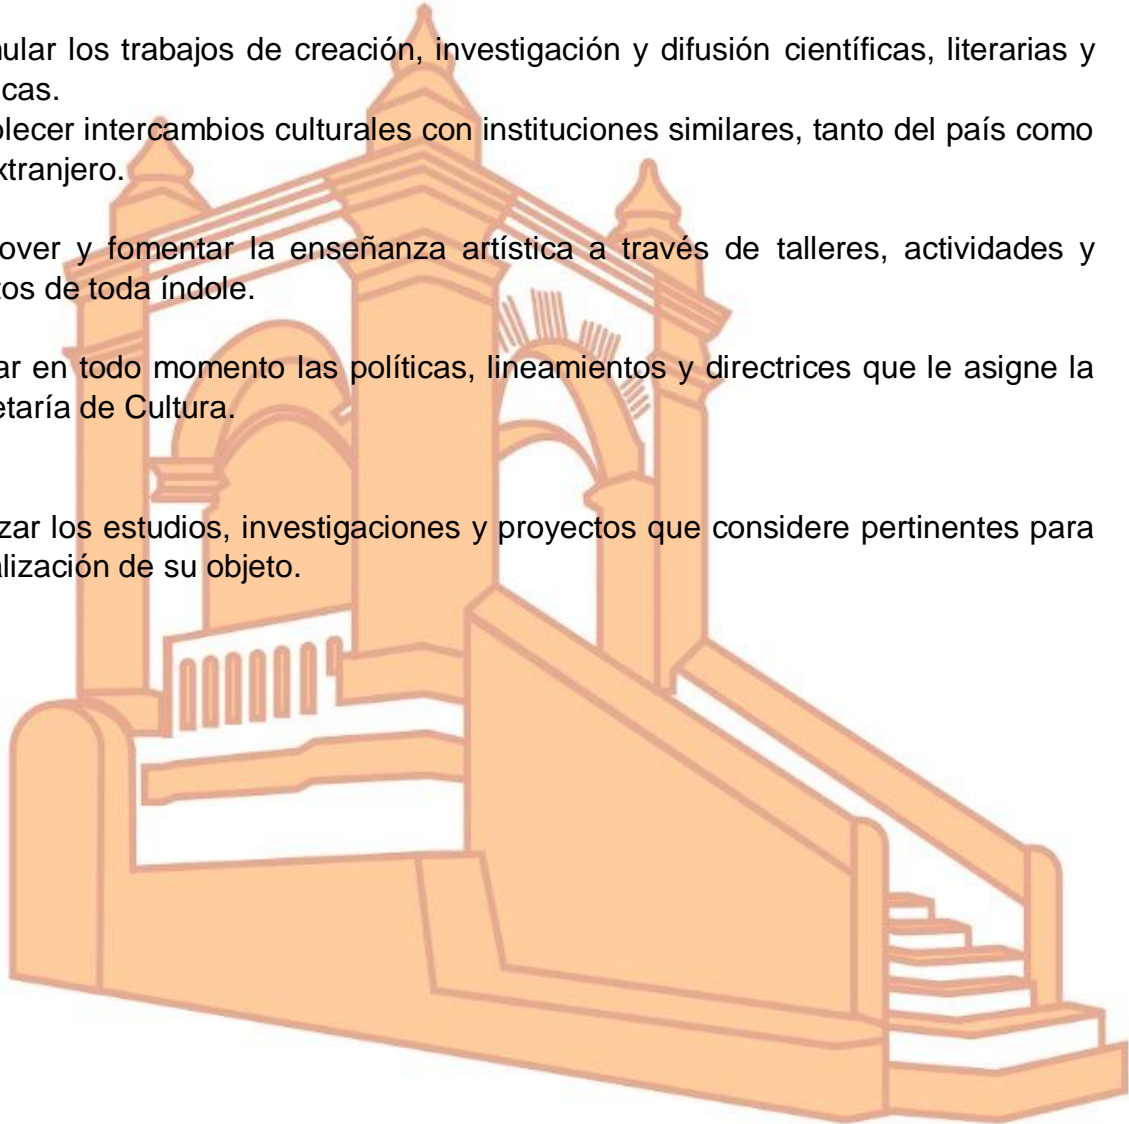 ular los trabajos de creación, investigación y difusión científicas, literarias y
icas.
lecer intercambios culturales con instituciones similares, tanto del país como
xtranjero.
over y fomentar la enseñanza artística a través de talleres, actividades y
tos de toda índole.
ar en todo momento las políticas, lineamientos y directrices que le asigne la
etaría de Cultura.
zar los estudios, investigaciones y proyectos que considere pertinentes para
alización de su objeto.